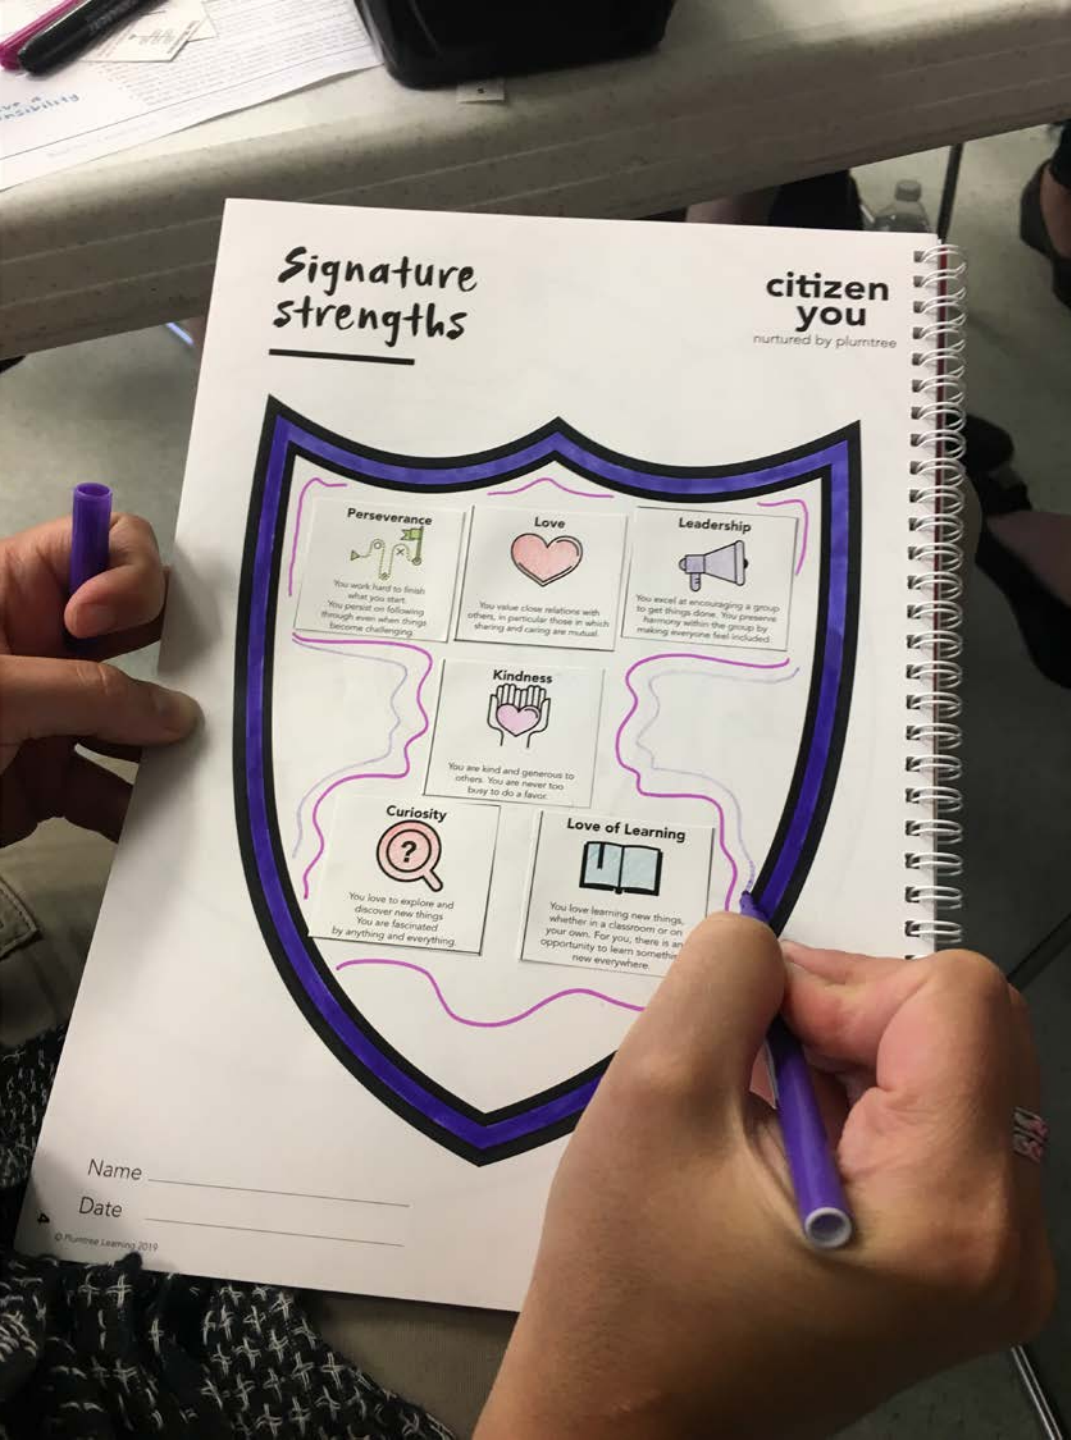 Signature
strengths
citizen
you
nurtured by plumtree
Perseverance
You work hard to finish
what you start.
You persist on following
through even when things
become challenging.
Love
You value close relations with
others, in particular those in which
sharing and caring are mutual.
Leadership
You excel at encouraging a group
to get things done. You preserve
harmony within the group by
making everyone feel included.
Kindness
You are kind and generous to
others. You are never too
busy to do a favor.
Curiosity
?
You love to explore and
discover new things
You are fascinated
by anything and everything.
Love of Learning
You love learning new things,
whether in a classroom or on
your own. For you, there is an
opportunity to learn somethin
new everywhere.
Name
Date
4
© Plumtree Learning 2019